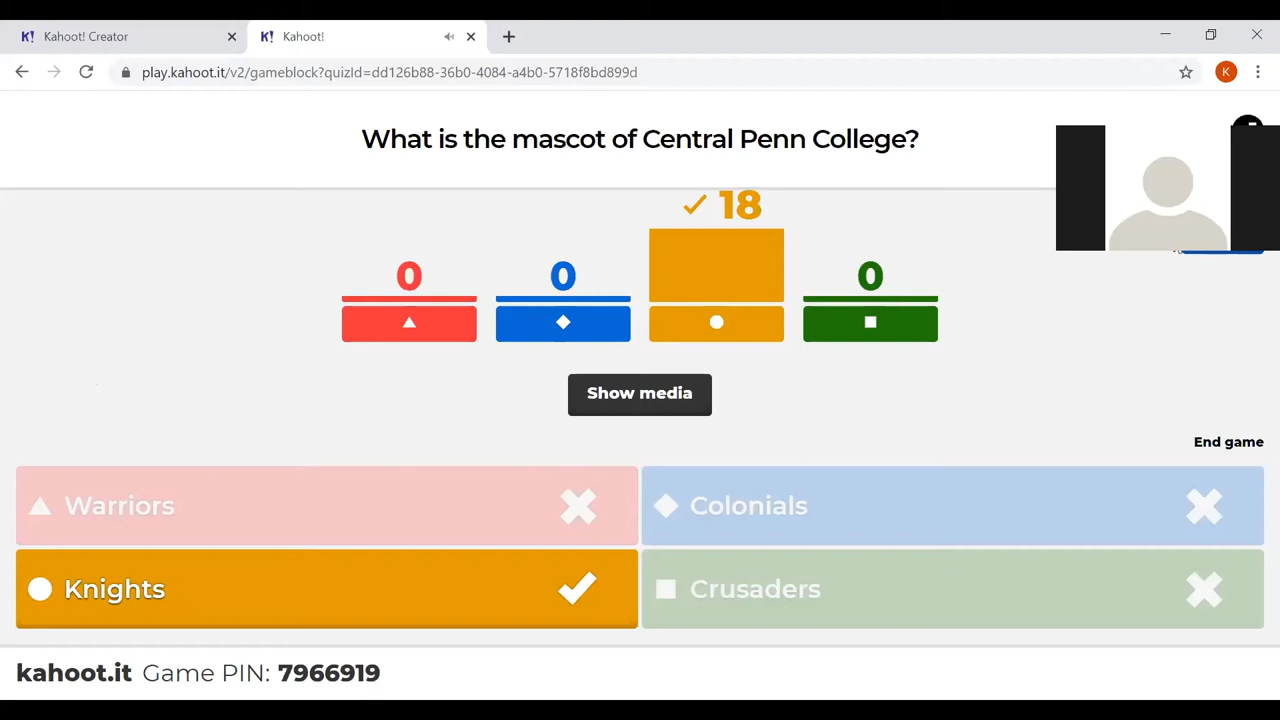 K! Kahoot! Creator
K! Kahoot!
play.kahoot.it/v2/gameblock?quizId=dd126b88-36b0-4084-a4b0-5718f8bd899d
K
What is the mascot of Central Penn College?
18
0
0
0
Show media
End game
Warriors
Colonials
Knights
Crusaders
kahoot.it Game PIN: 7966919